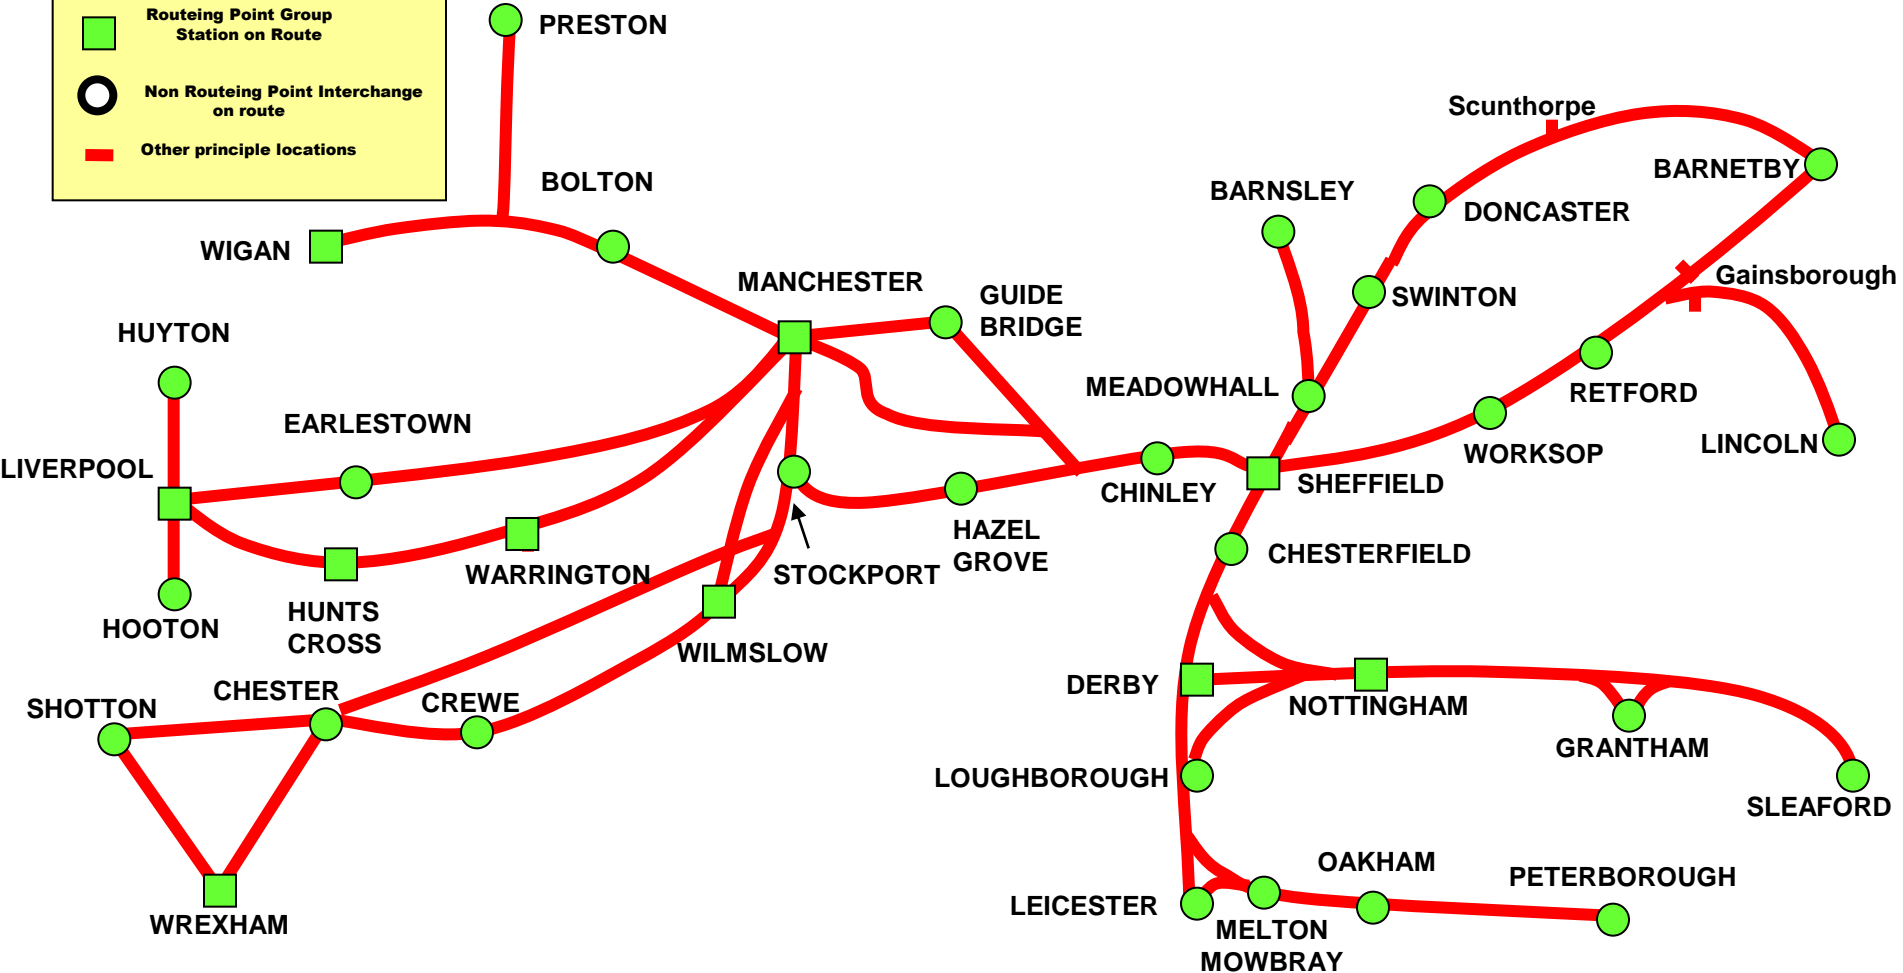 Routeing Point Group
Station on Route
Non Routeing Point Interchange
on route
Other principle locations
PRESTON
BOLTON
WIGAN
MANCHESTER
GUIDE
BRIDGE
HUYTON
EARLESTOWN
LIVERPOOL
HOOTON
HUNTS
CROSS
WARRINGTON
STOCKPORT
HAZEL
GROVE
WILMSLOW
CHESTER
CREWE
SHOTTON
WREXHAM
Scunthorpe
BARNETBY
BARNSLEY
DONCASTER
Gainsborough
SWINTON
MEADOWHALL
RETFORD
WORKSOP
LINCOLN
CHINLEY
SHEFFIELD
CHESTERFIELD
DERBY
NOTTINGHAM
GRANTHAM
LOUGHBOROUGH
SLEAFORD
OAKHAM
PETERBOROUGH
LEICESTER
MELTON
MOWBRAY